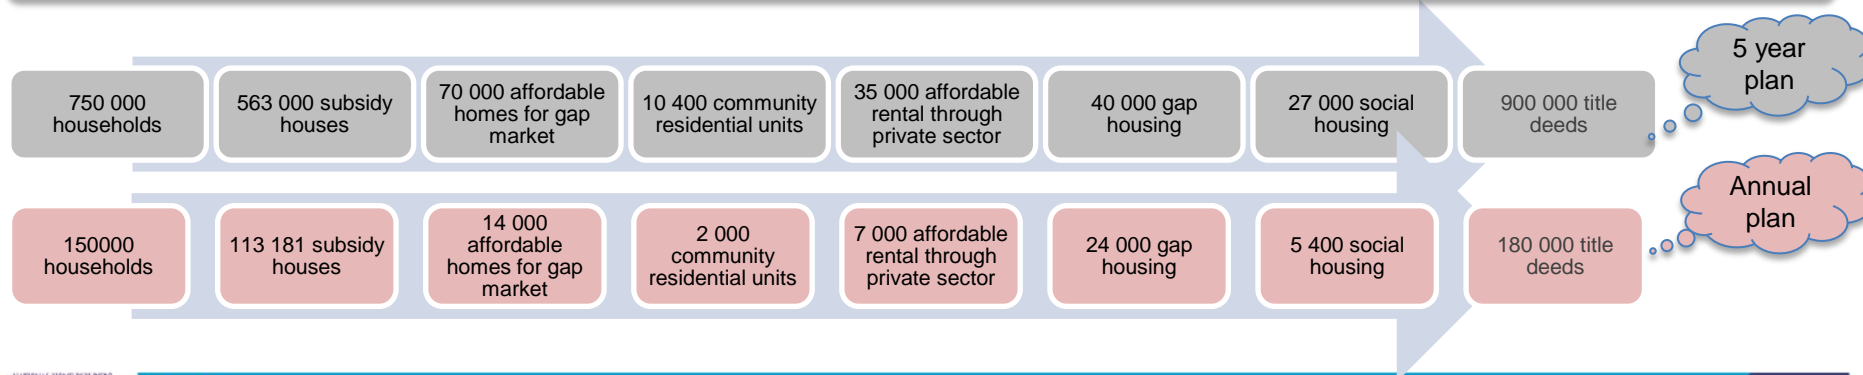 750 000
households
563 000 subsidy
houses
70 000 affordable
homes for gap
market
10 400 community
residential units
35 000 affordable
rental through
private sector
40 000 gap
housing
27 000 social
housing
900 000 title
deeds
5 year
plan
150000
households
113 181 subsidy
houses
14 000
affordable
homes for gap
market
2 000
community
residential units
7 000 affordable
rental through
private sector
24 000 gap
housing
5 400 social
housing
180 000 title
deeds
Annual
plan